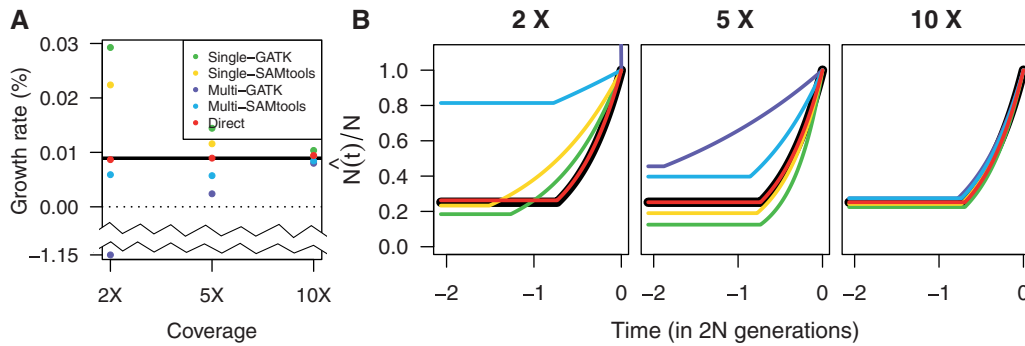 A
Growth rate (%)
0.03
0.02
0.01
0.00
−1.15
Single−GATK
Single−SAMtools
Multi−GATK
Multi−SAMtools
Direct
2X
5X
10X
Coverage
B
2 X
5 X
10 X
N̂(t)/N
1.0
0.8
0.6
0.4
0.2
0.0
−2 −1 0
−2 −1 0
−2 −1 0
Time (in 2N generations)